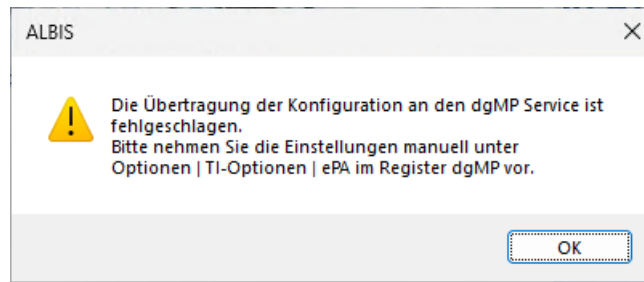 ALBIS
Die Übertragung der Konfiguration an den dgMP Service ist
fehlgeschlagen.
Bitte nehmen Sie die Einstellungen manuell unter
Optionen | TI-Optionen | ePA im Register dgMP vor.
OK